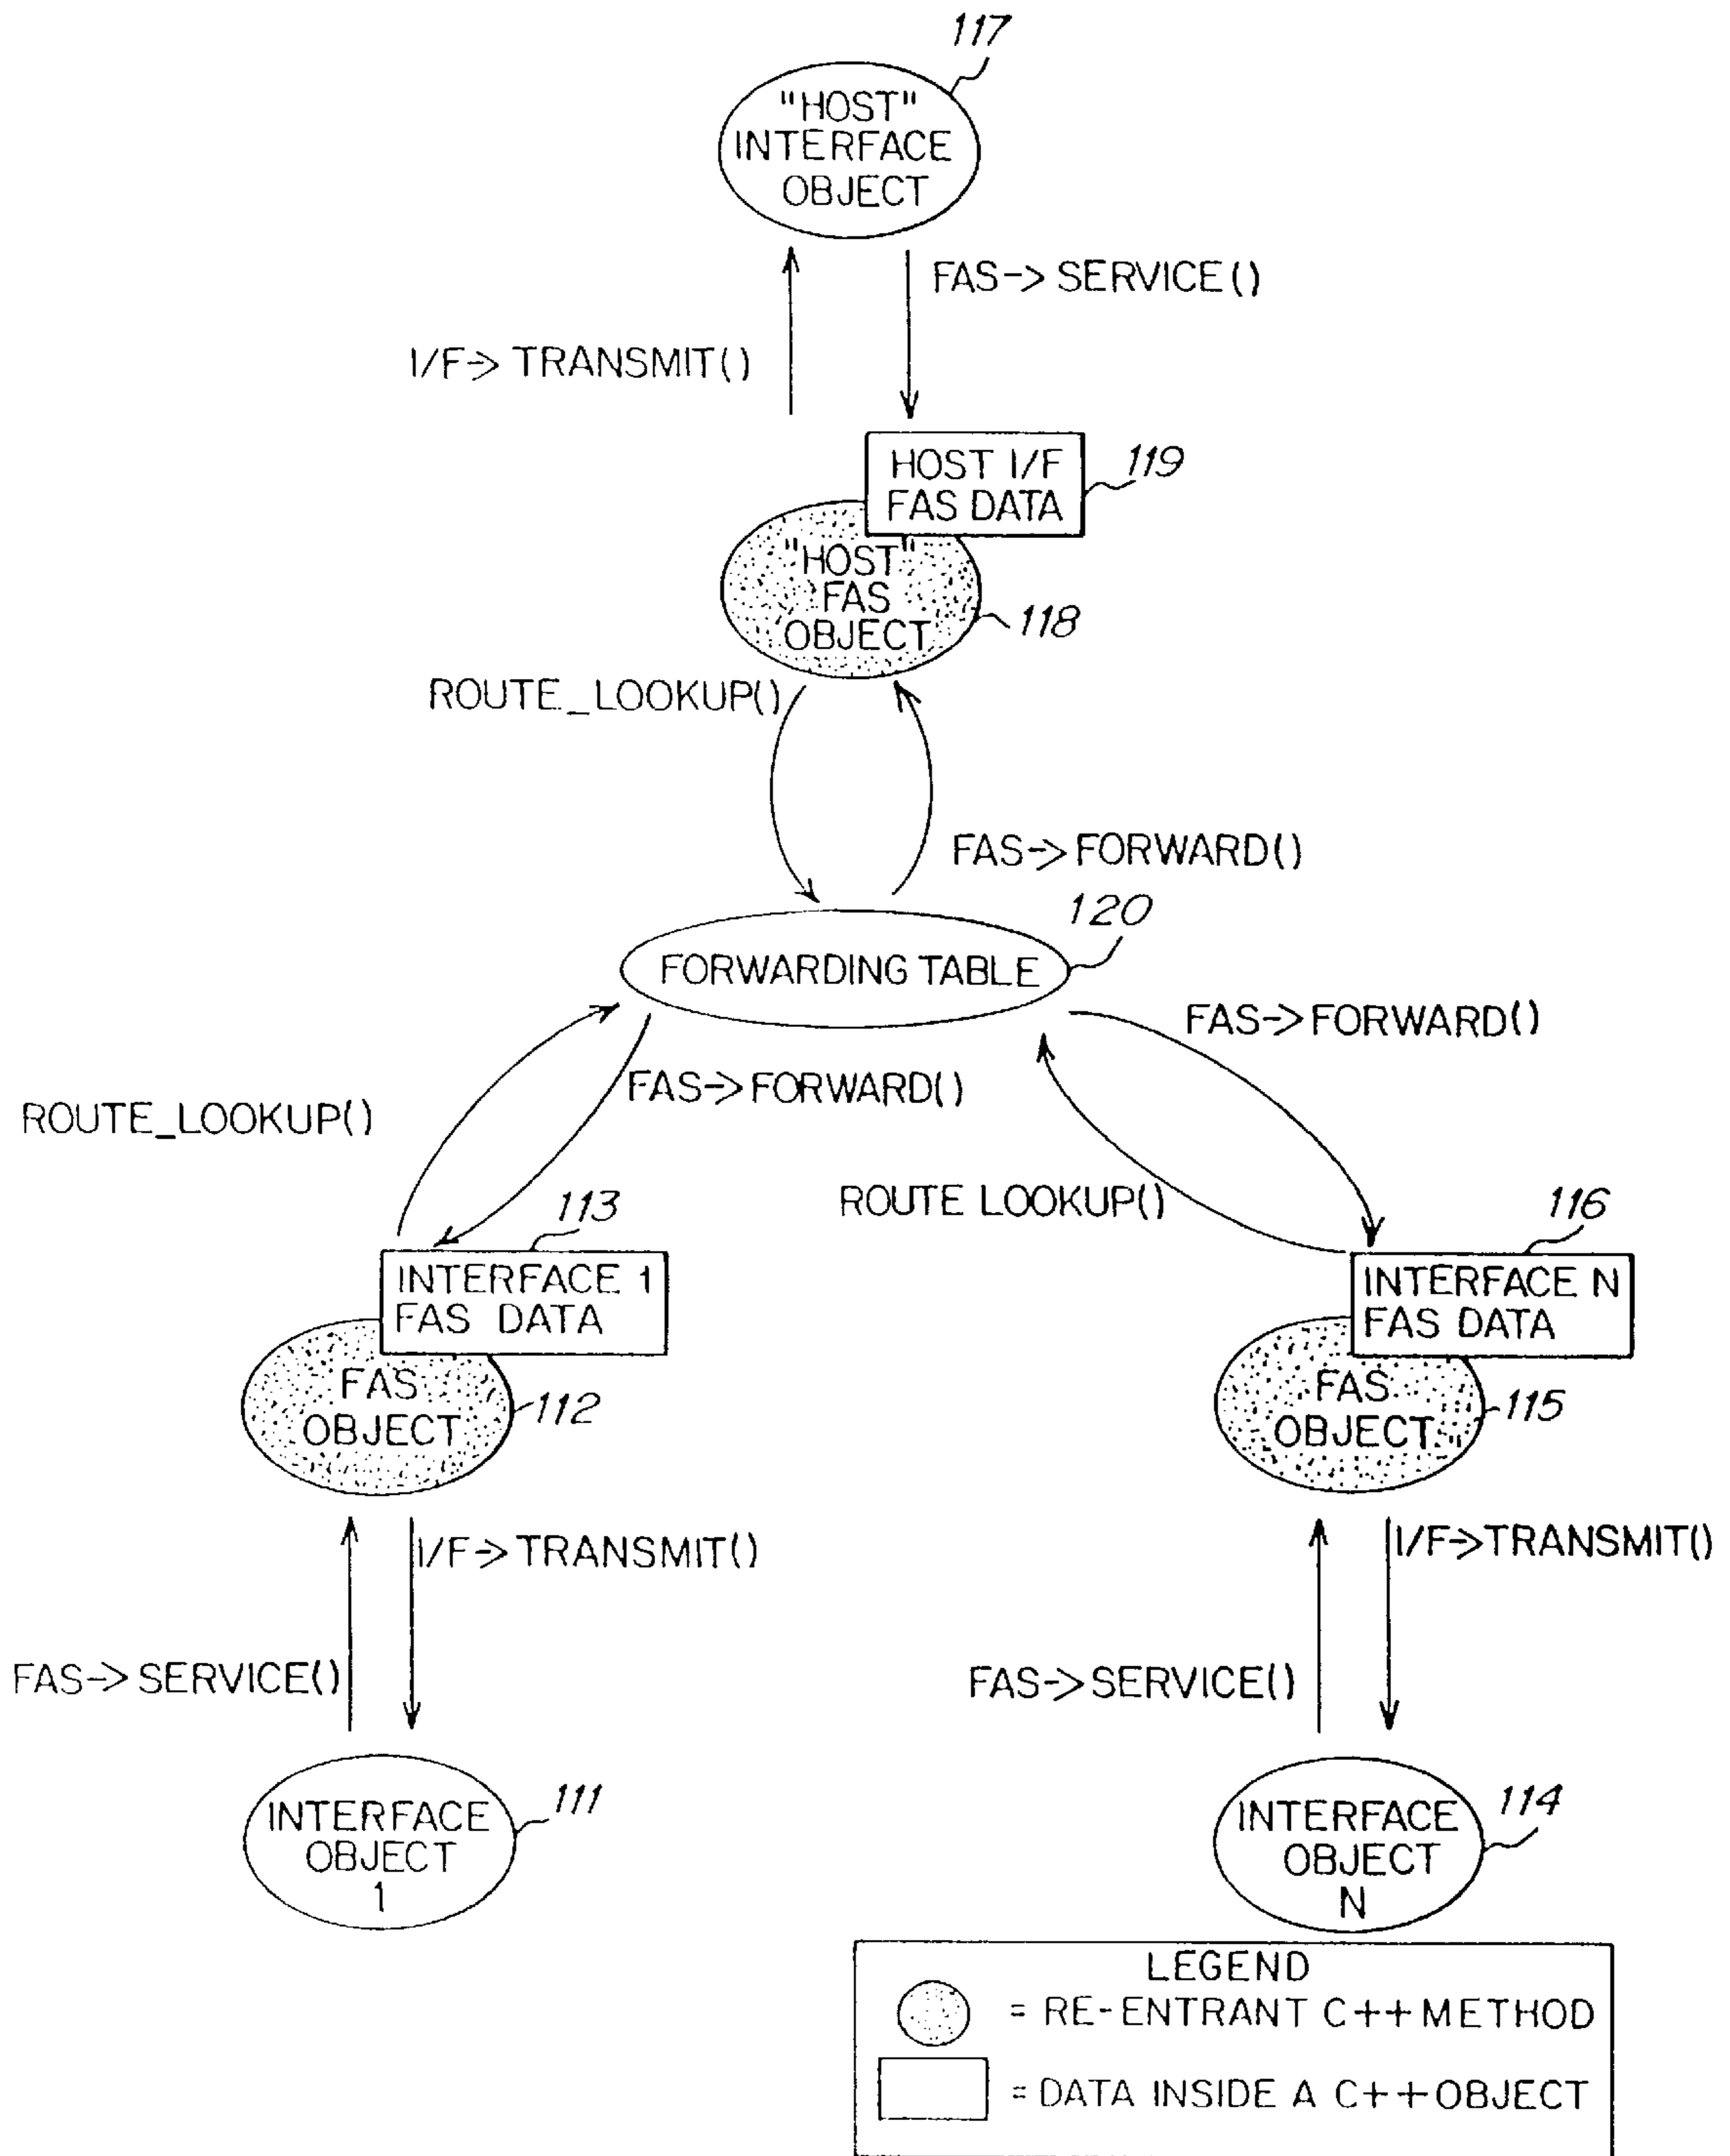 117
"HOST"
INTERFACE
OBJECT
FAS->SERVICE()
I/F->TRANSMIT()
HOST I/F
FAS DATA
119
"HOST"
FAS
OBJECT
118
ROUTE_LOOKUP()
FAS->FORWARD()
120
FORWARDING TABLE
FAS->FORWARD()
FAS->FORWARD()
ROUTE_LOOKUP()
ROUTE LOOKUP()
113
116
INTERFACE 1
FAS DATA
INTERFACE N
FAS DATA
FAS
OBJECT
112
FAS
OBJECT
115
I/F->TRANSMIT()
I/F->TRANSMIT()
FAS->SERVICE()
FAS->SERVICE()
INTERFACE
OBJECT
1
111
INTERFACE
OBJECT
N
114
LEGEND
= RE-ENTRANT C++ METHOD
= DATA INSIDE A C++ OBJECT